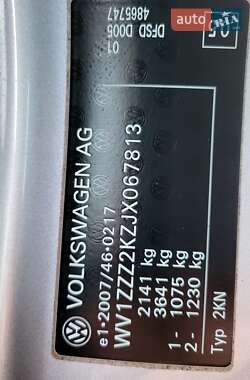 VOLKSWAGEN AG
e1*2007/46*0217
WV1ZZZ2KZJX067813
2141 kg
3641 kg
1- 1075 kg
2- 1230 kg
Typ 2KN
01
DFSD D005
4865747
AUTO
RIA